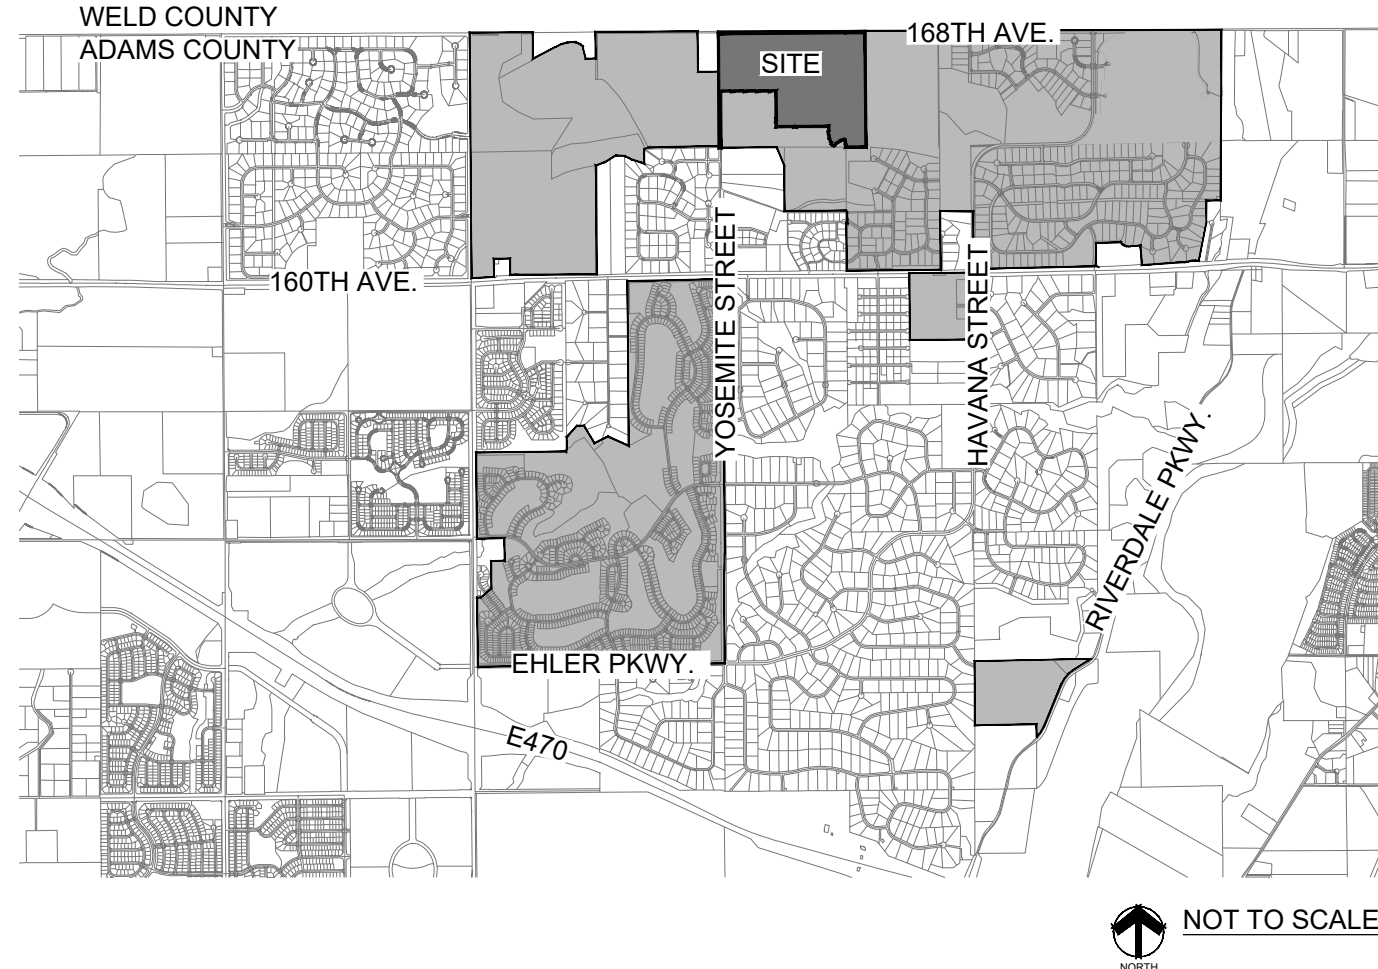 WELD COUNTY
ADAMS COUNTY
168TH AVE.
SITE
160TH AVE.
YOSEMITE STREET
HAVANA STREET
RIVERDALE PKWY.
EHLER PKWY.
E470
NOT TO SCALE
NORTH